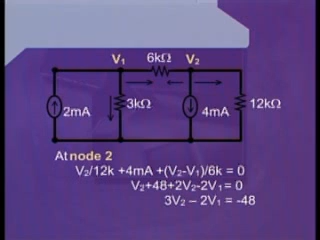 V₁ 6kΩ V₂
2mA 3kΩ 4mA 12kΩ
At node 2
V₂/12k +4mA +(V₂-V₁)/6k = 0
V₂+48+2V₂-2V₁ = 0
3V₂ – 2V₁ = -48